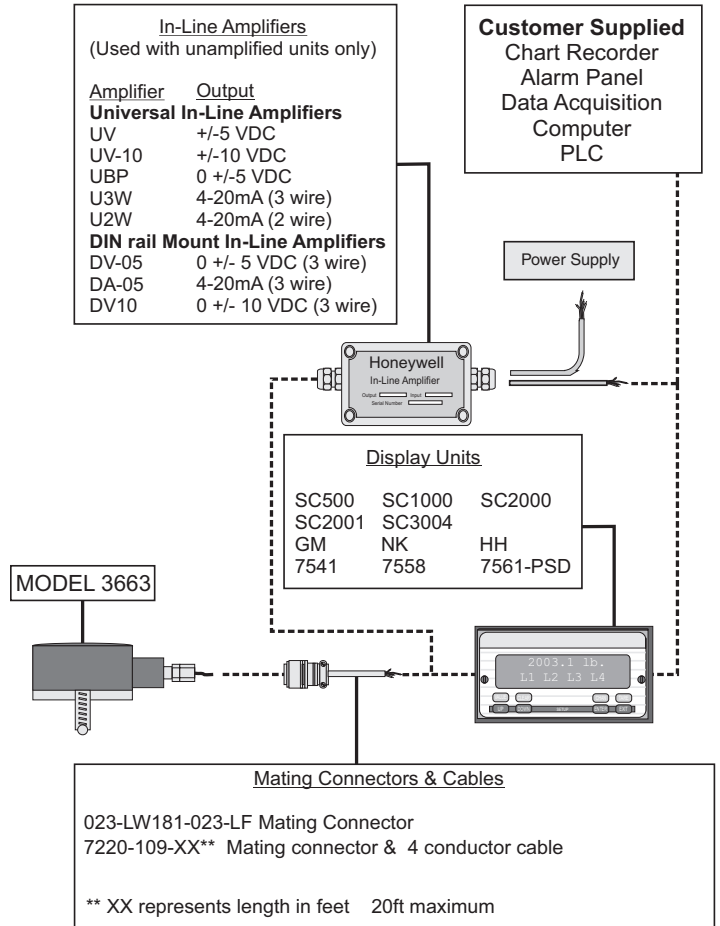 In-Line Amplifiers
(Used with unamplified units only)
Amplifier Output
Universal In-Line Amplifiers
UV +/-5 VDC
UV-10 +/-10 VDC
UBP 0 +/-5 VDC
U3W 4-20mA (3 wire)
U2W 4-20mA (2 wire)
DIN rail Mount In-Line Amplifiers
DV-05 0 +/- 5 VDC (3 wire)
DA-05 4-20mA (3 wire)
DV10 0 +/- 10 VDC (3 wire)
Customer Supplied
Chart Recorder
Alarm Panel
Data Acquisition
Computer
PLC
Power Supply
Honeywell
In-Line Amplifier
Output Input
Serial Number
Display Units
SC500 SC1000 SC2000
SC2001 SC3004
GM NK HH
7541 7558 7561-PSD
MODEL 3663
2003.1 lb.
L1 L2 L3 L4
UP DOWN SETUP ENTER EXIT
Mating Connectors & Cables
023-LW181-023-LF Mating Connector
7220-109-XX** Mating connector & 4 conductor cable
** XX represents length in feet 20ft maximum